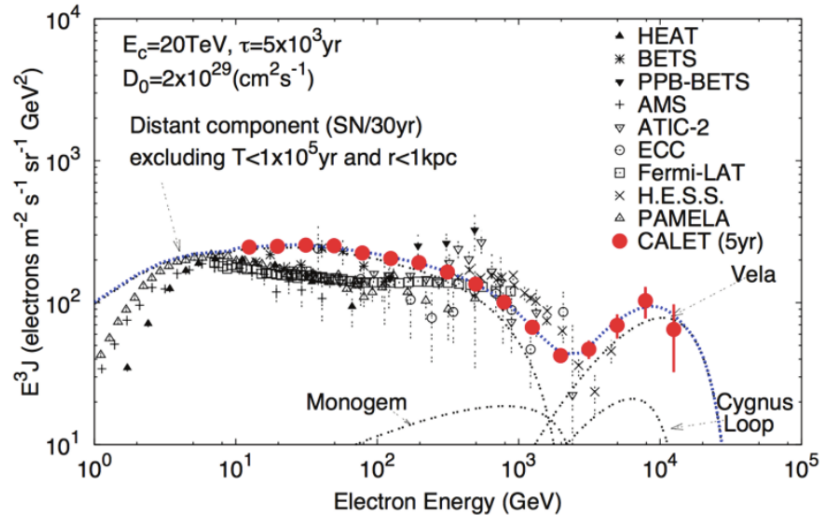 E_c=20TeV, τ=5x10^3yr
D_0=2x10^29(cm^2s^-1)
Distant component (SN/30yr)
excluding T<1x10^5yr and r<1kpc
HEAT
BETS
PPB-BETS
AMS
ATIC-2
ECC
Fermi-LAT
H.E.S.S.
PAMELA
CALET (5yr)
Vela
Monogem
Cygnus
Loop
E^3J (electrons m^-2 s^-1 sr^-1 GeV^2)
10^4
10^3
10^2
10^1
10^0 10^1 10^2 10^3 10^4 10^5
Electron Energy (GeV)